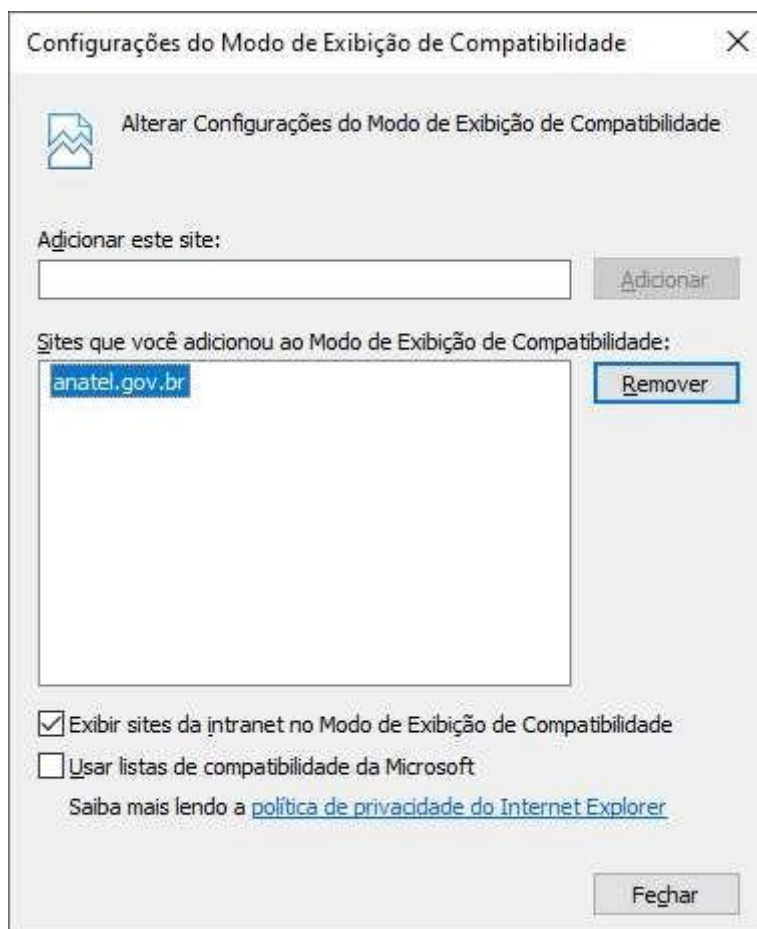 Configurações do Modo de Exibição de Compatibilidade
Alterar Configurações do Modo de Exibição de Compatibilidade
Adicionar este site:
Adicionar
Sites que você adicionou ao Modo de Exibição de Compatibilidade:
anatel.gov.br
Remover
Exibir sites da intranet no Modo de Exibição de Compatibilidade
Usar listas de compatibilidade da Microsoft
Saiba mais lendo a política de privacidade do Internet Explorer
Fechar